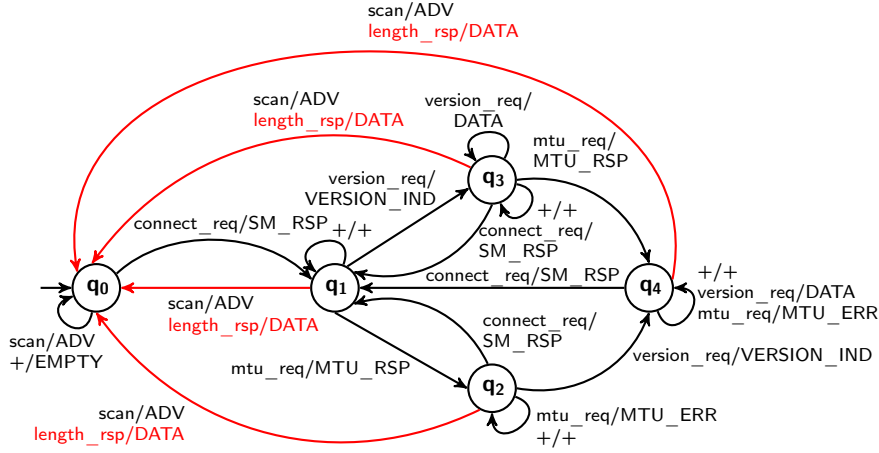 scan/ADV
length_rsp/DATA
scan/ADV
length_rsp/DATA
version_req/
DATA
mtu_req/
MTU_RSP
q3
version_req/
VERSION_IND
+/+
connect_req/SM_RSP
+/+
connect_req/
SM_RSP
connect_req/SM_RSP
q0
q1
q4
+/+
version_req/DATA
mtu_req/MTU_ERR
scan/ADV
length_rsp/DATA
scan/ADV
+/EMPTY
connect_req/
SM_RSP
version_req/VERSION_IND
mtu_req/MTU_RSP
q2
scan/ADV
length_rsp/DATA
mtu_req/MTU_ERR
+/+